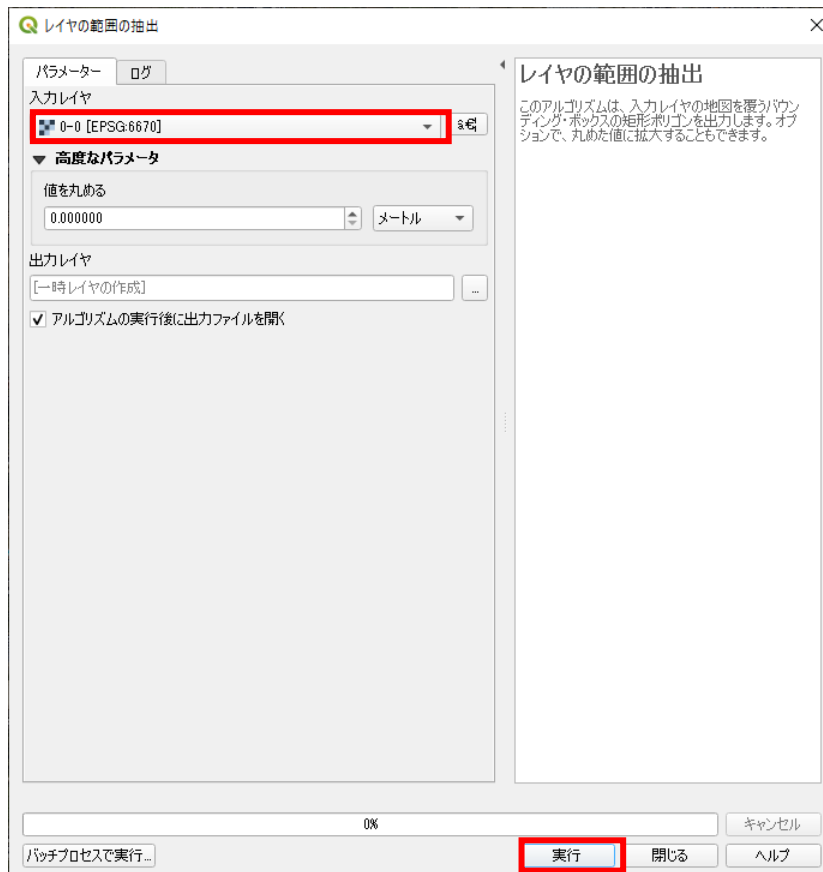 レイヤの範囲の抽出
パラメーター ログ
入力レイヤ
0-0 [EPSG:6670]
▼ 高度なパラメータ
値を丸める
0.000000 メートル
出力レイヤ
[一時レイヤの作成] ...
アルゴリズムの実行後に出力ファイルを開く
レイヤの範囲の抽出
このアルゴリズムは、入力レイヤの地図を覆うバウン
ディング・ボックスの矩形ポリゴンを出力します。オプ
ションで、丸めた値に拡大することもできます。
0% キャンセル
バッチプロセスで実行... 実行 閉じる ヘルプ